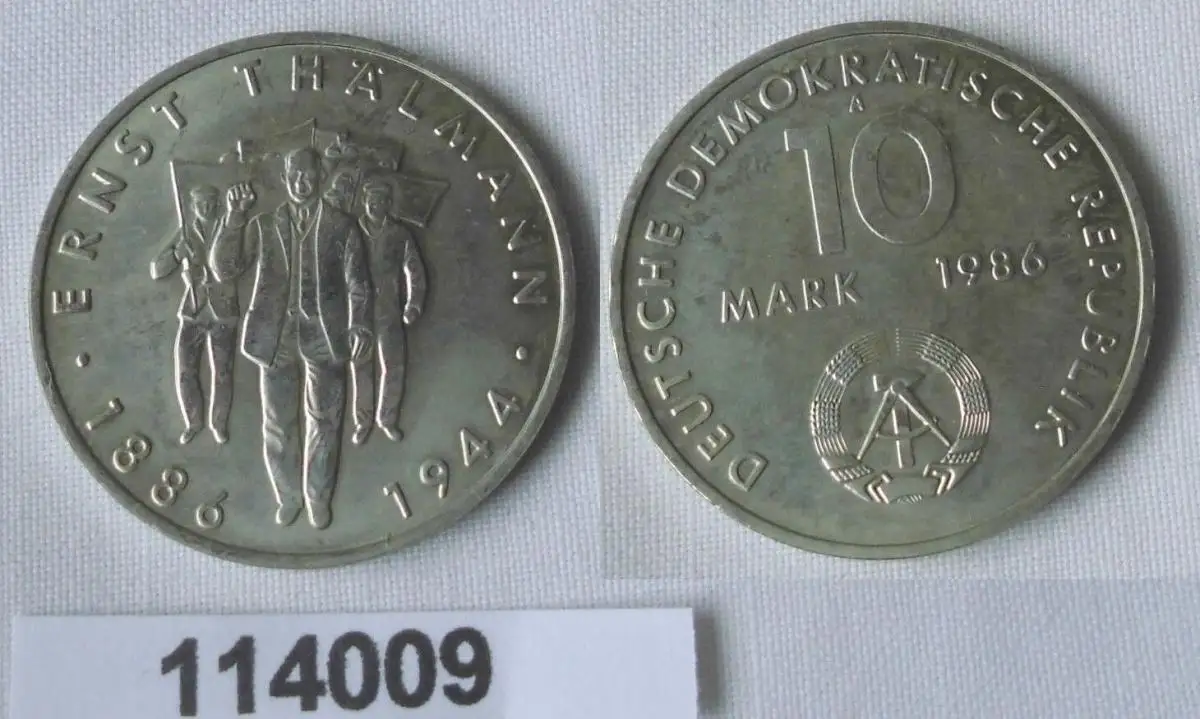 · ERNST THÄLMANN ·
1886 1944
DEUTSCHE DEMOKRATISCHE REPUBLIK
A
10
MARK 1986
114009